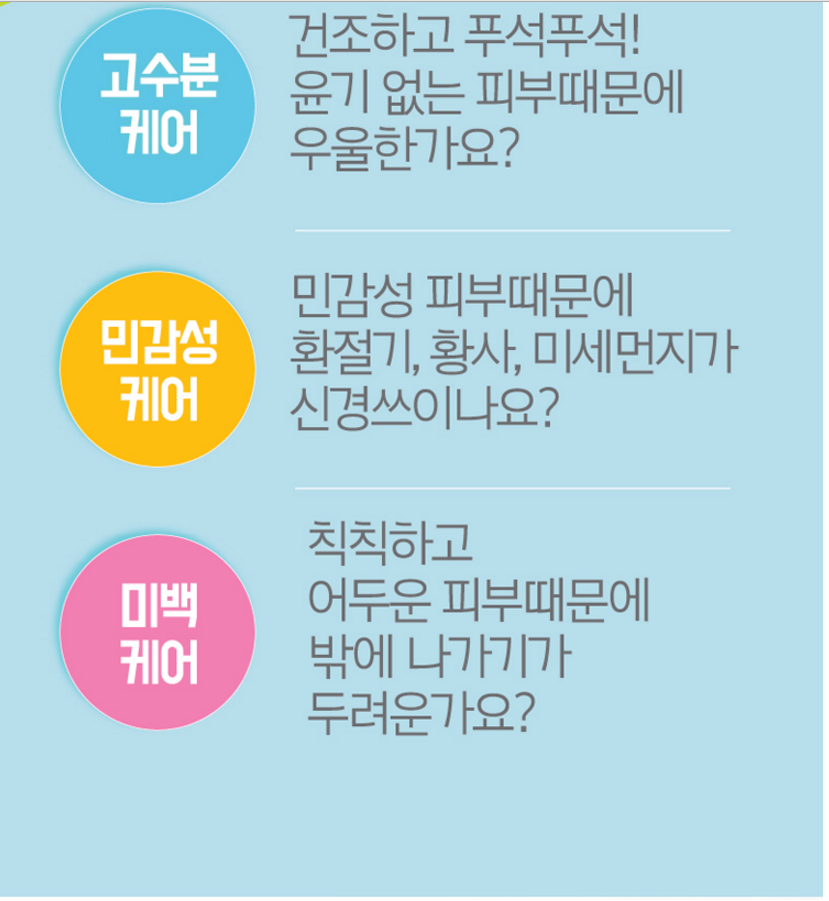 고수분
케어
건조하고 푸석푸석!
윤기 없는 피부때문에
우울한가요?
민감성
케어
민감성 피부때문에
환절기, 황사, 미세먼지가
신경쓰이나요?
미백
케어
칙칙하고
어두운 피부때문에
밖에 나가기가
두려운가요?